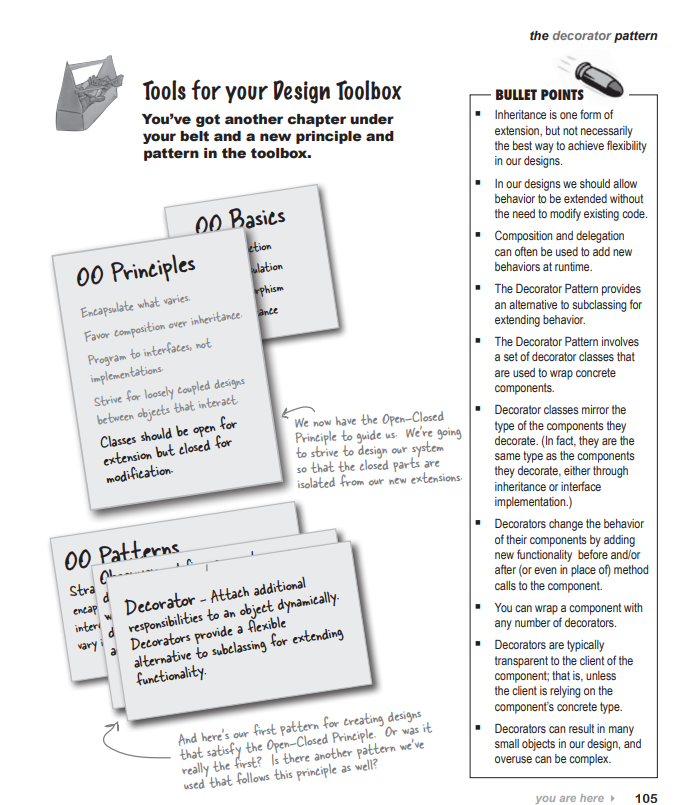 the decorator pattern
Tools for your Design Toolbox
You've got another chapter under
your belt and a new principle and
pattern in the toolbox.
OO Basics
OO Principles
Encapsulate what varies.
Favor composition over inheritance.
Program to interfaces, not
implementations.
Strive for loosely coupled designs
between objects that interact.
Classes should be open for
extension but closed for
modification.
We now have the Open-Closed
Principle to guide us. We're going
to strive to design our system
so that the closed parts are
isolated from our new extensions.
OO Patterns
Decorator - Attach additional
responsibilities to an object dynamically.
Decorators provide a flexible
alternative to subclassing for extending
functionality.
And here's our first pattern for creating designs
that satisfy the Open-Closed Principle. Or was it
really the first? Is there another pattern we've
used that follows this principle as well?
BULLET POINTS
▪ Inheritance is one form of
extension, but not necessarily
the best way to achieve flexibility
in our designs.
▪ In our designs we should allow
behavior to be extended without
the need to modify existing code.
▪ Composition and delegation
can often be used to add new
behaviors at runtime.
▪ The Decorator Pattern provides
an alternative to subclassing for
extending behavior.
▪ The Decorator Pattern involves
a set of decorator classes that
are used to wrap concrete
components.
▪ Decorator classes mirror the
type of the components they
decorate. (In fact, they are the
same type as the components
they decorate, either through
inheritance or interface
implementation.)
▪ Decorators change the behavior
of their components by adding
new functionality before and/or
after (or even in place of) method
calls to the component.
▪ You can wrap a component with
any number of decorators.
▪ Decorators are typically
transparent to the client of the
component; that is, unless
the client is relying on the
component's concrete type.
▪ Decorators can result in many
small objects in our design, and
overuse can be complex.
you are here ▸ 105